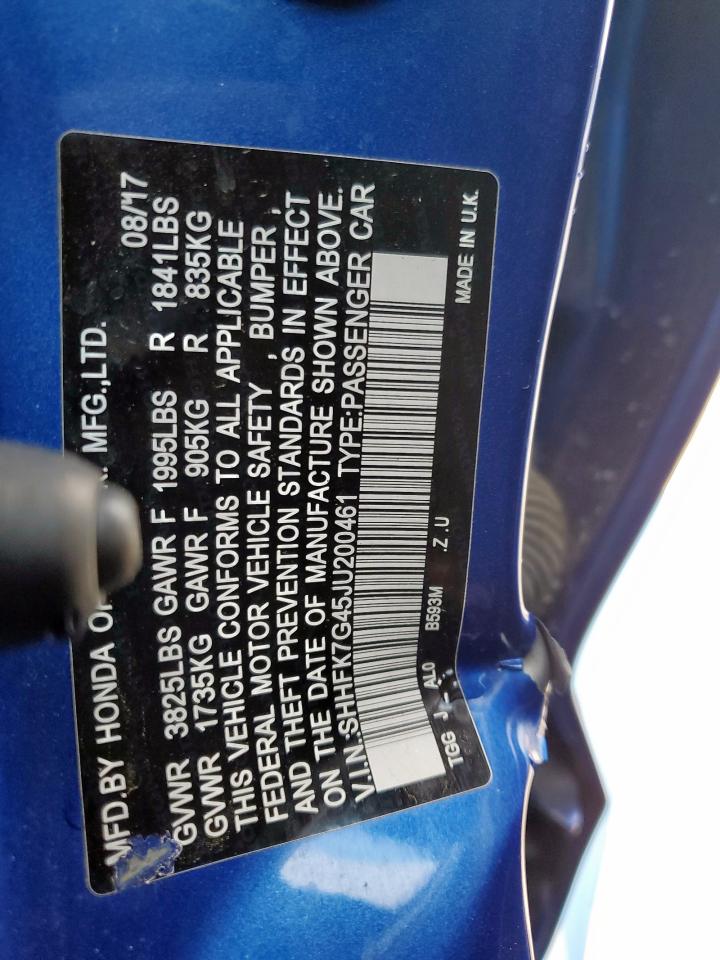 MFD.BY HONDA O MFG.,LTD. 08/17
GVWR 3825LBS GAWR F 1995LBS R 1841LBS
GVWR 1735KG GAWR F 905KG R 835KG
THIS VEHICLE CONFORMS TO ALL APPLICABLE
FEDERAL MOTOR VEHICLE SAFETY , BUMPER ,
AND THEFT PREVENTION STANDARDS IN EFFECT
ON THE DATE OF MANUFACTURE SHOWN ABOVE.
V.I.N.:SHHFK7G45JU200461 TYPE:PASSENGER CAR
TGG J AL0 B593M .Z .U MADE IN U.K.